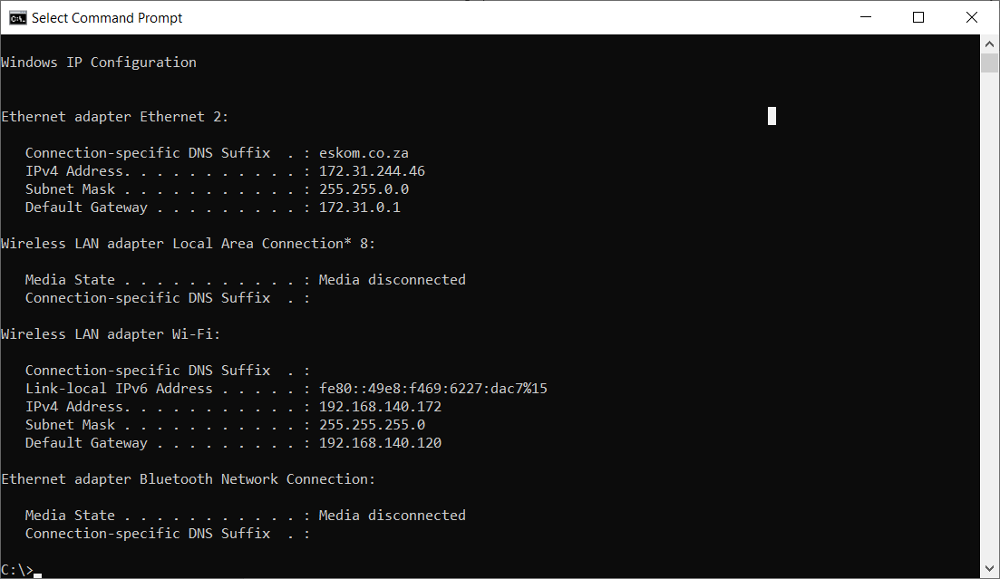 Select Command Prompt
Windows IP Configuration
Ethernet adapter Ethernet 2:
Connection-specific DNS Suffix  . : eskom.co.za
IPv4 Address. . . . . . . . . . . : 172.31.244.46
Subnet Mask . . . . . . . . . . . : 255.255.0.0
Default Gateway . . . . . . . . . : 172.31.0.1
Wireless LAN adapter Local Area Connection* 8:
Media State . . . . . . . . . . . : Media disconnected
Connection-specific DNS Suffix  . :
Wireless LAN adapter Wi-Fi:
Connection-specific DNS Suffix  . :
Link-local IPv6 Address . . . . . : fe80::49e8:f469:6227:dac7%15
IPv4 Address. . . . . . . . . . . : 192.168.140.172
Subnet Mask . . . . . . . . . . . : 255.255.255.0
Default Gateway . . . . . . . . . : 192.168.140.120
Ethernet adapter Bluetooth Network Connection:
Media State . . . . . . . . . . . : Media disconnected
Connection-specific DNS Suffix  . :
C:\>